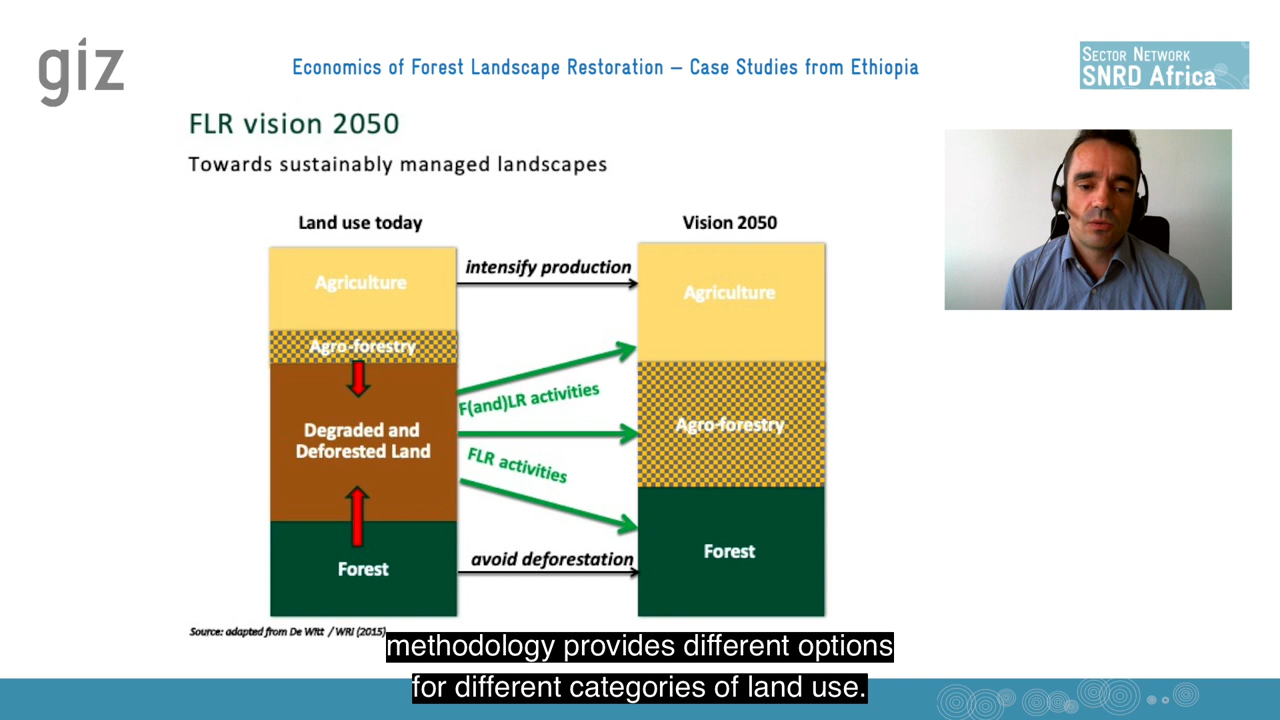 giz
Economics of Forest Landscape Restoration – Case Studies from Ethiopia
Sector Network
SNRD Africa
FLR vision 2050
Towards sustainably managed landscapes
Land use today
Vision 2050
Agriculture
intensify production
Agriculture
Agro-forestry
F(and)LR activities
Agro-forestry
Degraded and
Deforested Land
FLR activities
Forest
avoid deforestation
Forest
Source: adapted from De Witt / WRI (2015)
methodology provides different options
for different categories of land use.